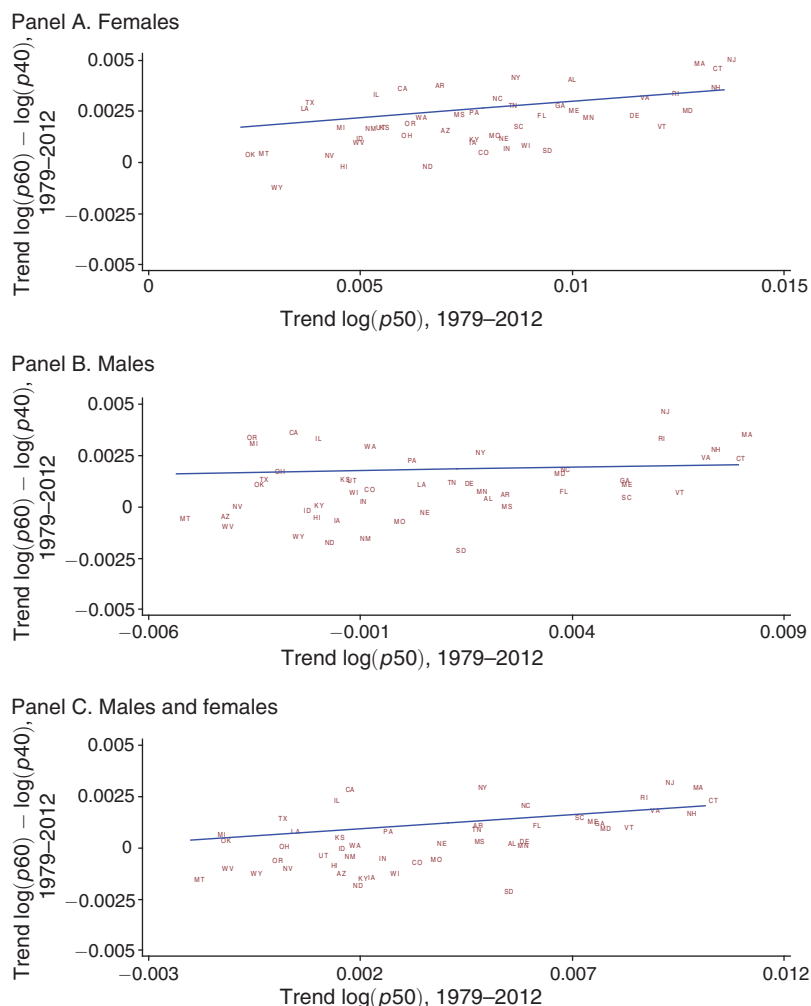 Panel A. Females
Trend log(p60) − log(p40),
1979–2012
0.005
0.0025
0
−0.0025
−0.005
NJ
MA
CT
NY
AL
AR
NH
CA
IL
RI
TX
NC
VA
TN
GA
TX
ME
MD
PA
MS
FL
DE
WA
MN
OR
SC
VT
MI
NM
KS
AZ
ID
OH
MO
NE
KY
WV
IA
WI
IN
SD
CO
OK
MT
NV
HI
ND
WY
0
0.005
0.01
0.015
Trend log(p50), 1979–2012
Panel B. Males
Trend log(p60) − log(p40),
1979–2012
0.005
0.0025
0
−0.0025
−0.005
NJ
CA
MA
OR
IL
RI
MI
WA
NH
NY
VA
CT
PA
OH
NC
MD
TX
KS
UT
GA
OK
LA
TN
DE
ME
CO
WI
MN
FL
VT
AR
AL
SC
IN
NV
KY
MS
ID
NE
AZ
HI
MT
IA
MO
WV
WY
NM
ND
SD
−0.006
−0.001
0.004
0.009
Trend log(p50), 1979–2012
Panel C. Males and females
Trend log(p60) − log(p40),
1979–2012
0.005
0.0025
0
−0.0025
−0.005
NJ
CA
NY
MA
RI
IL
CT
NC
VA
NH
TX
SC
GA
AR
FL
TN
MD
VT
LA
PA
MI
KS
OK
MS
DE
AL
NE
MN
OH
WA
ID
UT
NM
IN
MO
OR
CO
HI
WV
NV
WY
AZ
WI
MT
KY
IA
ND
SD
−0.003
0.002
0.007
0.012
Trend log(p50), 1979–2012